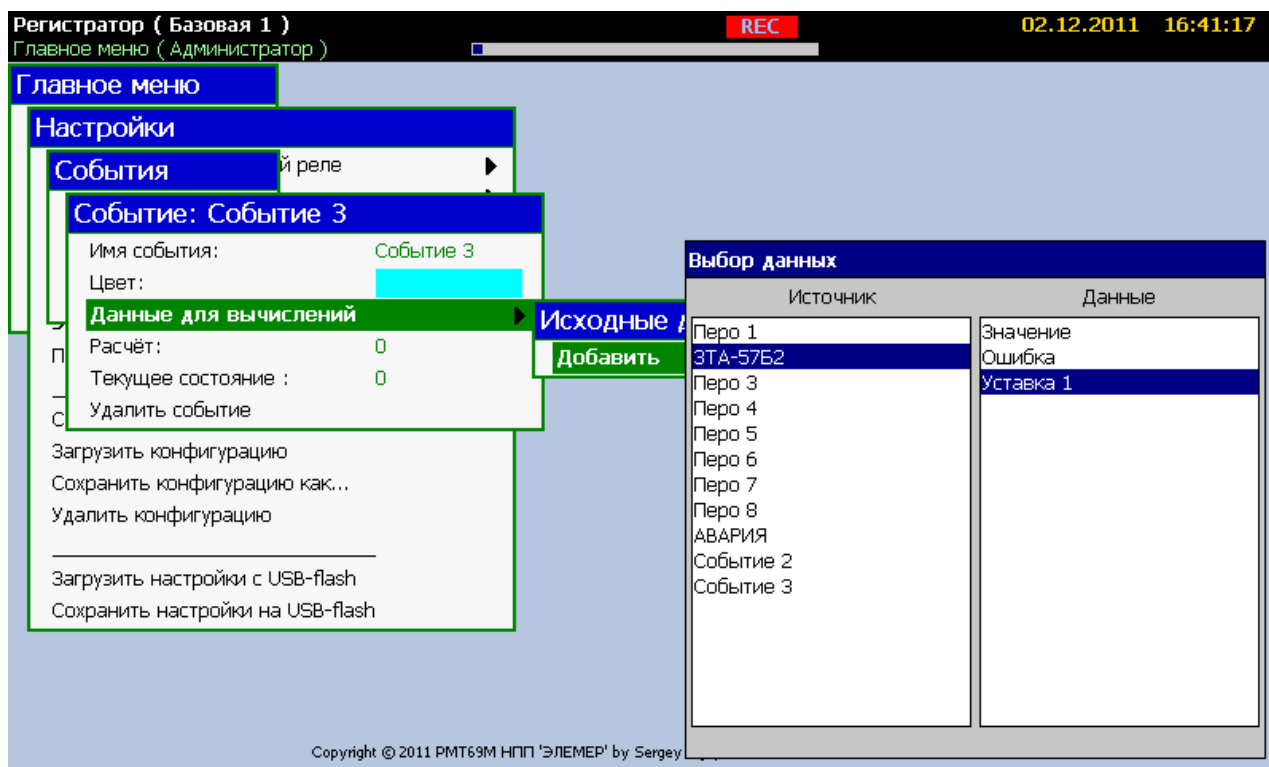 Регистратор ( Базовая 1 )
REC
02.12.2011 16:41:17
Главное меню ( Администратор )
Главное меню
Настройки
й реле
События
Событие: Событие 3
Имя события: Событие 3
Цвет:
Данные для вычислений
Расчёт: 0
Текущее состояние : 0
Удалить событие
Загрузить конфигурацию
Сохранить конфигурацию как...
Удалить конфигурацию
Загрузить настройки с USB-flash
Сохранить настройки на USB-flash
Исходные
Добавить
Выбор данных
Источник
Перо 1
ЗТА-57Б2
Перо 3
Перо 4
Перо 5
Перо 6
Перо 7
Перо 8
АВАРИЯ
Событие 2
Событие 3
Данные
Значение
Ошибка
Уставка 1
Copyright © 2011 РМТ69М НПП 'ЭЛЕМЕР' by Sergey